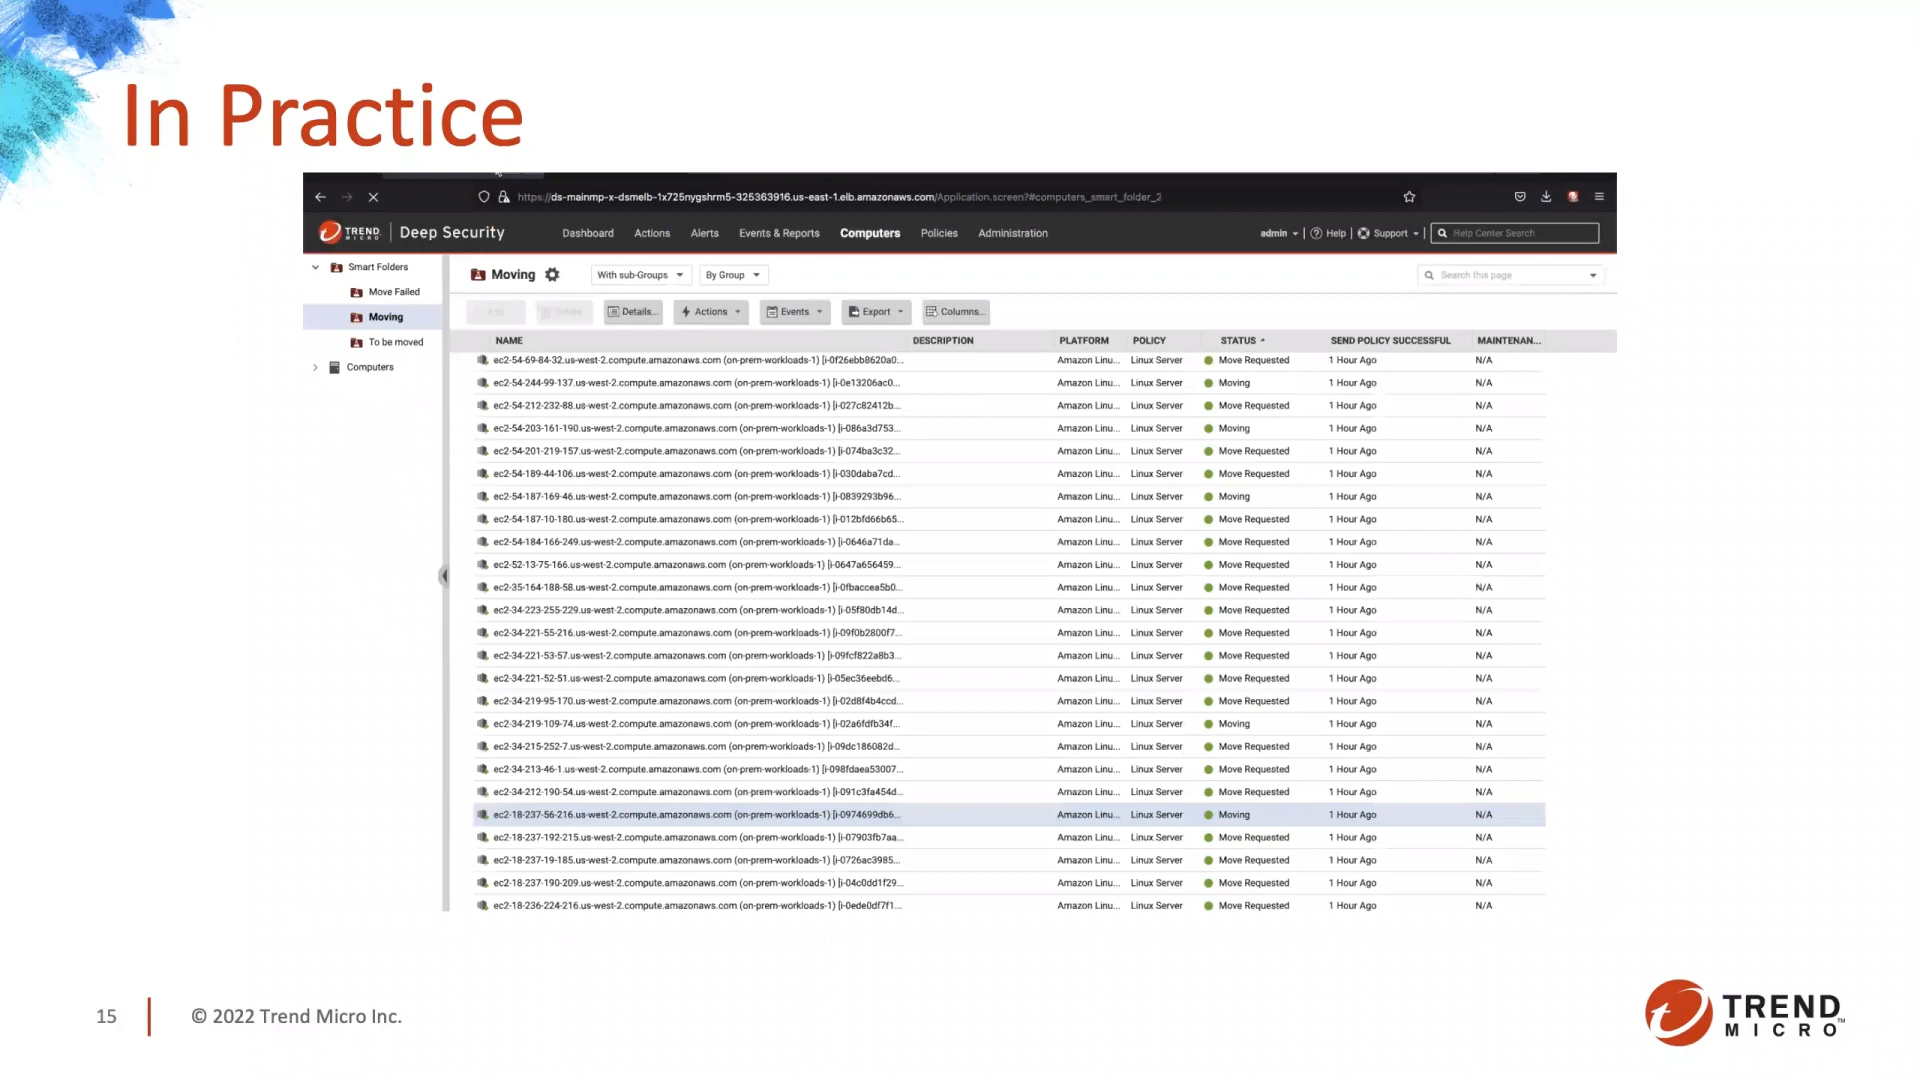 In Practice
https://ds-mainmp-x-dsmelb-1x725nygshrm5-325363916.us-east-1.elb.amazonaws.com/Application.screen?#computers_smart_folder_2
TREND MICRO Deep Security Dashboard Actions Alerts Events & Reports Computers Policies Administration admin Help Support Help Center Search
Smart Folders
Move Failed
Moving
To be moved
Computers
Moving With sub-Groups By Group Search this page
Add Delete Details... Actions Events Export Columns...
NAME DESCRIPTION PLATFORM POLICY STATUS SEND POLICY SUCCESSFUL MAINTENAN...
ec2-54-69-84-32.us-west-2.compute.amazonaws.com (on-prem-workloads-1) [i-0f26ebb8620a0... Amazon Linu... Linux Server Move Requested 1 Hour Ago N/A
ec2-54-244-99-137.us-west-2.compute.amazonaws.com (on-prem-workloads-1) [i-0e13206ac0... Amazon Linu... Linux Server Moving 1 Hour Ago N/A
ec2-54-212-232-88.us-west-2.compute.amazonaws.com (on-prem-workloads-1) [i-027c82412b... Amazon Linu... Linux Server Move Requested 1 Hour Ago N/A
ec2-54-203-161-190.us-west-2.compute.amazonaws.com (on-prem-workloads-1) [i-086a3d753... Amazon Linu... Linux Server Moving 1 Hour Ago N/A
ec2-54-201-219-157.us-west-2.compute.amazonaws.com (on-prem-workloads-1) [i-074ba3c32... Amazon Linu... Linux Server Move Requested 1 Hour Ago N/A
ec2-54-189-44-106.us-west-2.compute.amazonaws.com (on-prem-workloads-1) [i-030daba7cd... Amazon Linu... Linux Server Move Requested 1 Hour Ago N/A
ec2-54-187-169-46.us-west-2.compute.amazonaws.com (on-prem-workloads-1) [i-0839293b96... Amazon Linu... Linux Server Moving 1 Hour Ago N/A
ec2-54-187-10-180.us-west-2.compute.amazonaws.com (on-prem-workloads-1) [i-012bfd66b65... Amazon Linu... Linux Server Move Requested 1 Hour Ago N/A
ec2-54-184-166-249.us-west-2.compute.amazonaws.com (on-prem-workloads-1) [i-0646a71da... Amazon Linu... Linux Server Move Requested 1 Hour Ago N/A
ec2-52-13-75-166.us-west-2.compute.amazonaws.com (on-prem-workloads-1) [i-0647a656459... Amazon Linu... Linux Server Move Requested 1 Hour Ago N/A
ec2-35-164-188-58.us-west-2.compute.amazonaws.com (on-prem-workloads-1) [i-0fbaccea5b0... Amazon Linu... Linux Server Move Requested 1 Hour Ago N/A
ec2-34-223-255-229.us-west-2.compute.amazonaws.com (on-prem-workloads-1) [i-05f80db14d... Amazon Linu... Linux Server Move Requested 1 Hour Ago N/A
ec2-34-221-55-216.us-west-2.compute.amazonaws.com (on-prem-workloads-1) [i-09f0b2800f7... Amazon Linu... Linux Server Move Requested 1 Hour Ago N/A
ec2-34-221-53-57.us-west-2.compute.amazonaws.com (on-prem-workloads-1) [i-09fcf822a8b3... Amazon Linu... Linux Server Move Requested 1 Hour Ago N/A
ec2-34-221-52-51.us-west-2.compute.amazonaws.com (on-prem-workloads-1) [i-05ec36eebd6... Amazon Linu... Linux Server Move Requested 1 Hour Ago N/A
ec2-34-219-95-170.us-west-2.compute.amazonaws.com (on-prem-workloads-1) [i-02d8f4b4ccd... Amazon Linu... Linux Server Move Requested 1 Hour Ago N/A
ec2-34-219-109-74.us-west-2.compute.amazonaws.com (on-prem-workloads-1) [i-02a6fdfb34f... Amazon Linu... Linux Server Moving 1 Hour Ago N/A
ec2-34-215-252-7.us-west-2.compute.amazonaws.com (on-prem-workloads-1) [i-09dc186082d... Amazon Linu... Linux Server Move Requested 1 Hour Ago N/A
ec2-34-213-46-1.us-west-2.compute.amazonaws.com (on-prem-workloads-1) [i-098fdaea53007... Amazon Linu... Linux Server Move Requested 1 Hour Ago N/A
ec2-34-212-190-54.us-west-2.compute.amazonaws.com (on-prem-workloads-1) [i-091c3fa454d... Amazon Linu... Linux Server Move Requested 1 Hour Ago N/A
ec2-18-237-56-216.us-west-2.compute.amazonaws.com (on-prem-workloads-1) [i-0974699db6... Amazon Linu... Linux Server Moving 1 Hour Ago N/A
ec2-18-237-192-215.us-west-2.compute.amazonaws.com (on-prem-workloads-1) [i-07903fb7aa... Amazon Linu... Linux Server Move Requested 1 Hour Ago N/A
ec2-18-237-19-185.us-west-2.compute.amazonaws.com (on-prem-workloads-1) [i-0726ac3985... Amazon Linu... Linux Server Move Requested 1 Hour Ago N/A
ec2-18-237-190-209.us-west-2.compute.amazonaws.com (on-prem-workloads-1) [i-04c0dd1f29... Amazon Linu... Linux Server Move Requested 1 Hour Ago N/A
ec2-18-236-224-216.us-west-2.compute.amazonaws.com (on-prem-workloads-1) [i-0ede0df7f1... Amazon Linu... Linux Server Move Requested 1 Hour Ago N/A
15 © 2022 Trend Micro Inc.
TREND MICRO™